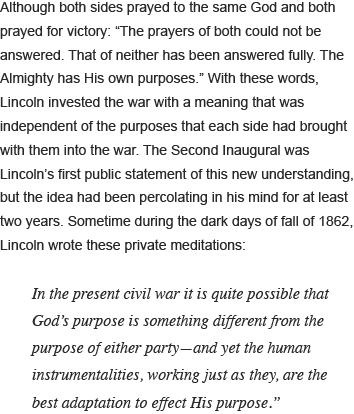 Although both sides prayed to the same God and both
prayed for victory: “The prayers of both could not be
answered. That of neither has been answered fully. The
Almighty has His own purposes.” With these words,
Lincoln invested the war with a meaning that was
independent of the purposes that each side had brought
with them into the war. The Second Inaugural was
Lincoln’s first public statement of this new understanding,
but the idea had been percolating in his mind for at least
two years. Sometime during the dark days of fall of 1862,
Lincoln wrote these private meditations:
In the present civil war it is quite possible that
God’s purpose is something different from the
purpose of either party—and yet the human
instrumentalities, working just as they, are the
best adaptation to effect His purpose.”